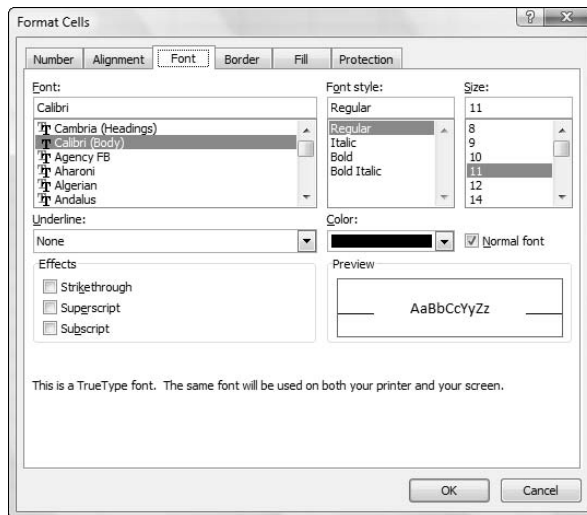 Format Cells
Number Alignment Font Border Fill Protection
Font: Font style: Size:
Calibri Regular 11
Cambria (Headings) Regular 8
Calibri (Body) Italic 9
Agency FB Bold 10
Aharoni Bold Italic 11
Algerian 12
Andalus 14
Underline: Color:
None Normal font
Effects Preview
Strikethrough
Superscript AaBbCcYyZz
Subscript
This is a TrueType font. The same font will be used on both your printer and your screen.
OK Cancel